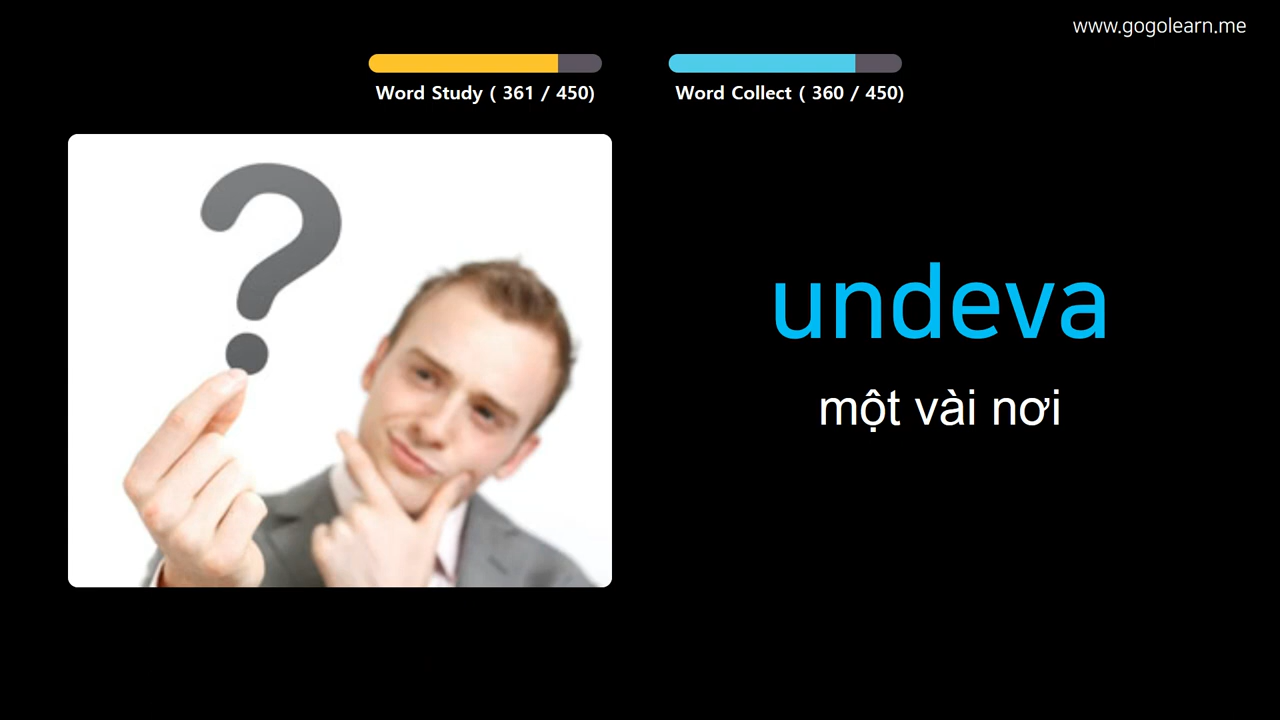 www.gogolearn.me
Word Study ( 361 / 450)
Word Collect ( 360 / 450)
undeva
một vài nơi